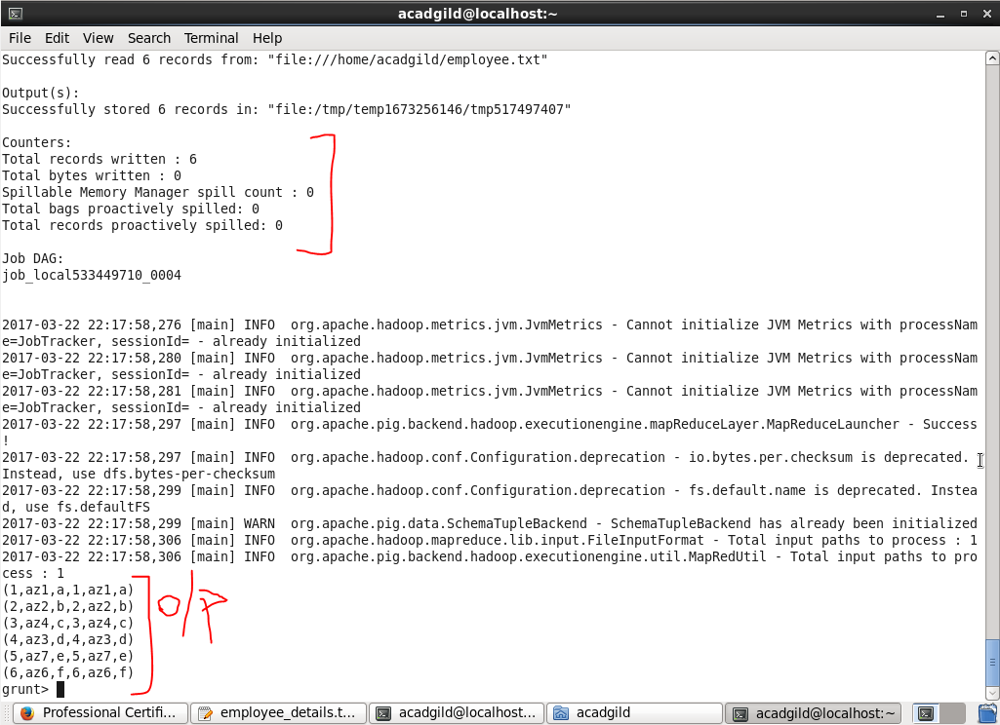 acadgild@localhost:~
File Edit View Search Terminal Help
Successfully read 6 records from: "file:///home/acadgild/employee.txt"
Output(s):
Successfully stored 6 records in: "file:/tmp/temp1673256146/tmp517497407"
Counters:
Total records written : 6
Total bytes written : 0
Spillable Memory Manager spill count : 0
Total bags proactively spilled: 0
Total records proactively spilled: 0
Job DAG:
job_local533449710_0004
2017-03-22 22:17:58,276 [main] INFO  org.apache.hadoop.metrics.jvm.JvmMetrics - Cannot initialize JVM Metrics with processNam
e=JobTracker, sessionId= - already initialized
2017-03-22 22:17:58,280 [main] INFO  org.apache.hadoop.metrics.jvm.JvmMetrics - Cannot initialize JVM Metrics with processNam
e=JobTracker, sessionId= - already initialized
2017-03-22 22:17:58,281 [main] INFO  org.apache.hadoop.metrics.jvm.JvmMetrics - Cannot initialize JVM Metrics with processNam
e=JobTracker, sessionId= - already initialized
2017-03-22 22:17:58,297 [main] INFO  org.apache.pig.backend.hadoop.executionengine.mapReduceLayer.MapReduceLauncher - Success
!
2017-03-22 22:17:58,297 [main] INFO  org.apache.hadoop.conf.Configuration.deprecation - io.bytes.per.checksum is deprecated.
Instead, use dfs.bytes-per-checksum
2017-03-22 22:17:58,299 [main] INFO  org.apache.hadoop.conf.Configuration.deprecation - fs.default.name is deprecated. Instea
d, use fs.defaultFS
2017-03-22 22:17:58,299 [main] WARN  org.apache.pig.data.SchemaTupleBackend - SchemaTupleBackend has already been initialized
2017-03-22 22:17:58,306 [main] INFO  org.apache.hadoop.mapreduce.lib.input.FileInputFormat - Total input paths to process : 1
2017-03-22 22:17:58,306 [main] INFO  org.apache.pig.backend.hadoop.executionengine.util.MapRedUtil - Total input paths to pro
cess : 1
(1,az1,a,1,az1,a)
(2,az2,b,2,az2,b) O/P
(3,az4,c,3,az4,c)
(4,az3,d,4,az3,d)
(5,az7,e,5,az7,e)
(6,az6,f,6,az6,f)
grunt>
Professional Certifi... employee_details.t... acadgild@localhost... acadgild acadgild@localhost:~